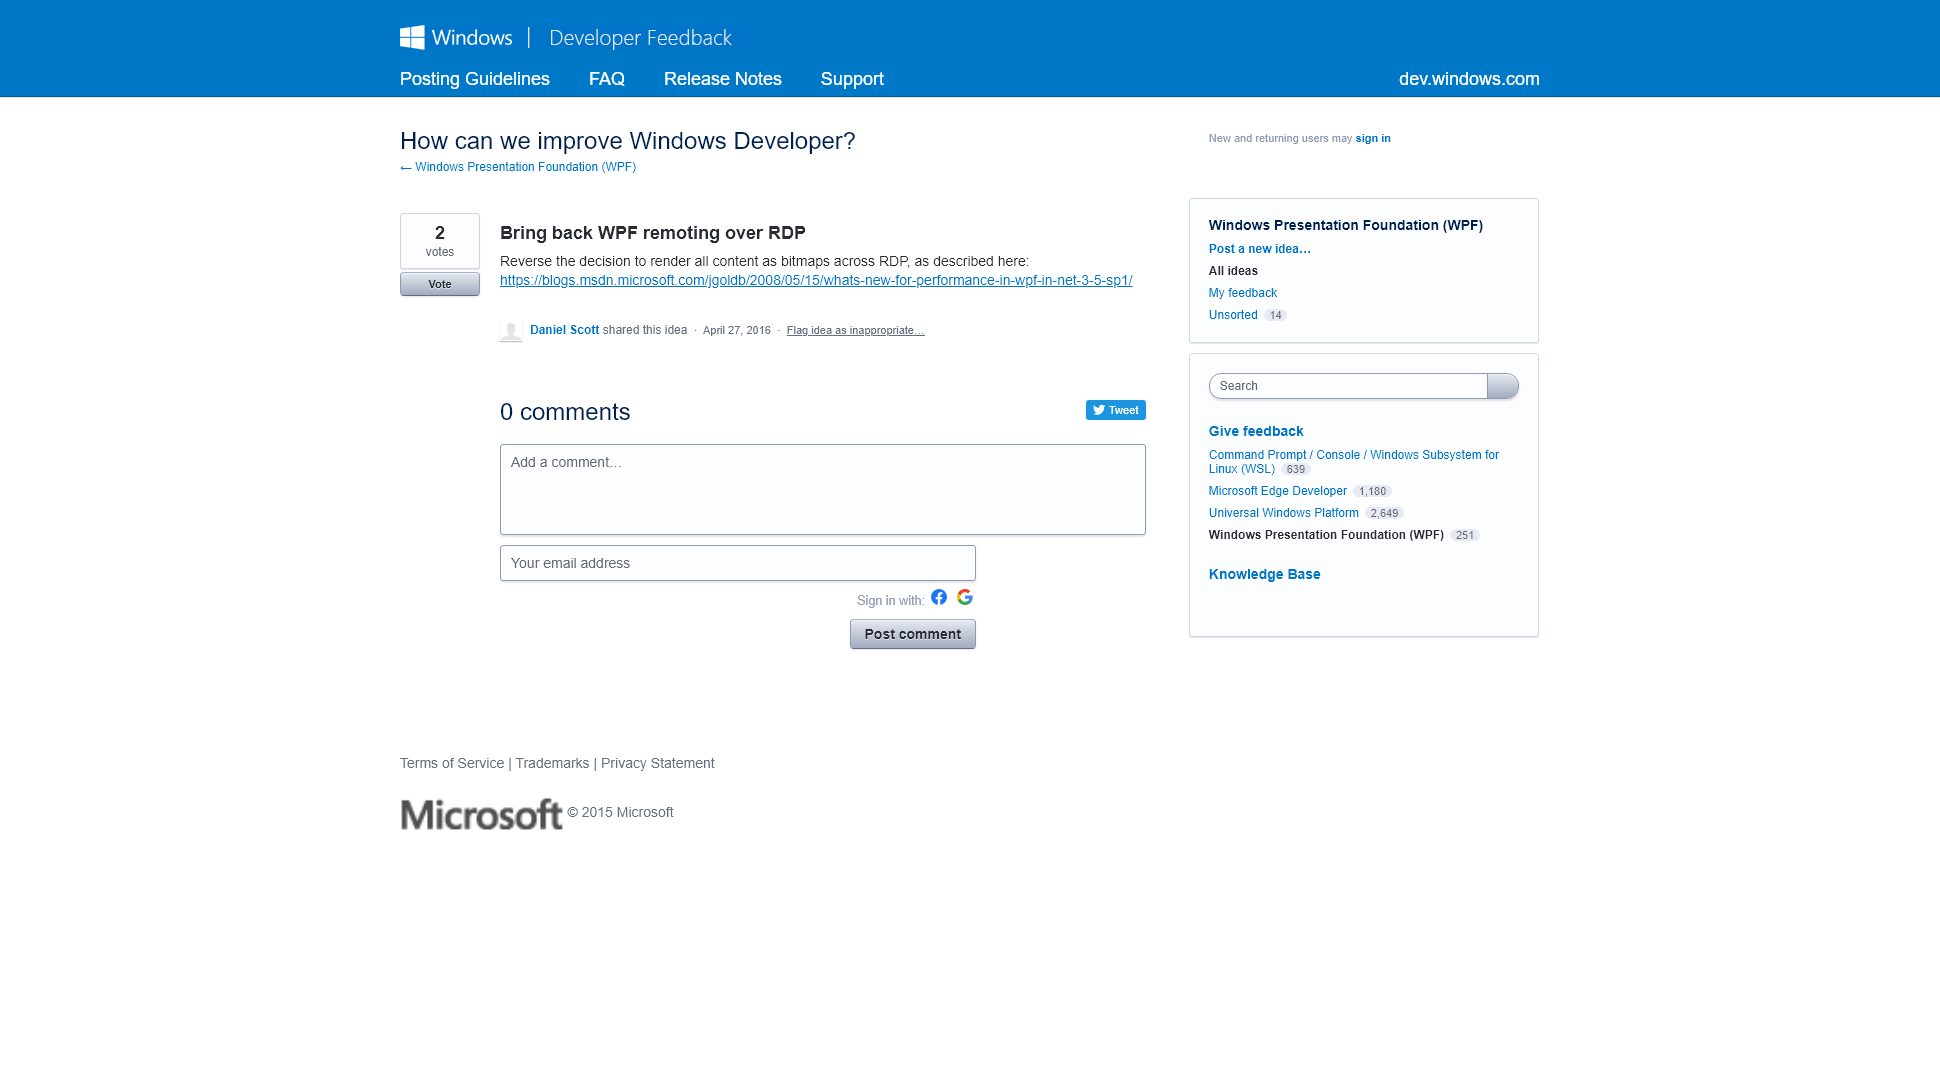 Windows | Developer Feedback
Posting Guidelines FAQ Release Notes Support dev.windows.com
How can we improve Windows Developer?
← Windows Presentation Foundation (WPF)
New and returning users may sign in
2
votes
Vote
Bring back WPF remoting over RDP
Reverse the decision to render all content as bitmaps across RDP, as described here:
https://blogs.msdn.microsoft.com/jgoldb/2008/05/15/whats-new-for-performance-in-wpf-in-net-3-5-sp1/
Daniel Scott shared this idea · April 27, 2016 · Flag idea as inappropriate…
0 comments
Tweet
Add a comment…
Your email address
Sign in with:
Post comment
Windows Presentation Foundation (WPF)
Post a new idea…
All ideas
My feedback
Unsorted 14
Search
Give feedback
Command Prompt / Console / Windows Subsystem for
Linux (WSL) 639
Microsoft Edge Developer 1,180
Universal Windows Platform 2,649
Windows Presentation Foundation (WPF) 251
Knowledge Base
Terms of Service | Trademarks | Privacy Statement
Microsoft © 2015 Microsoft